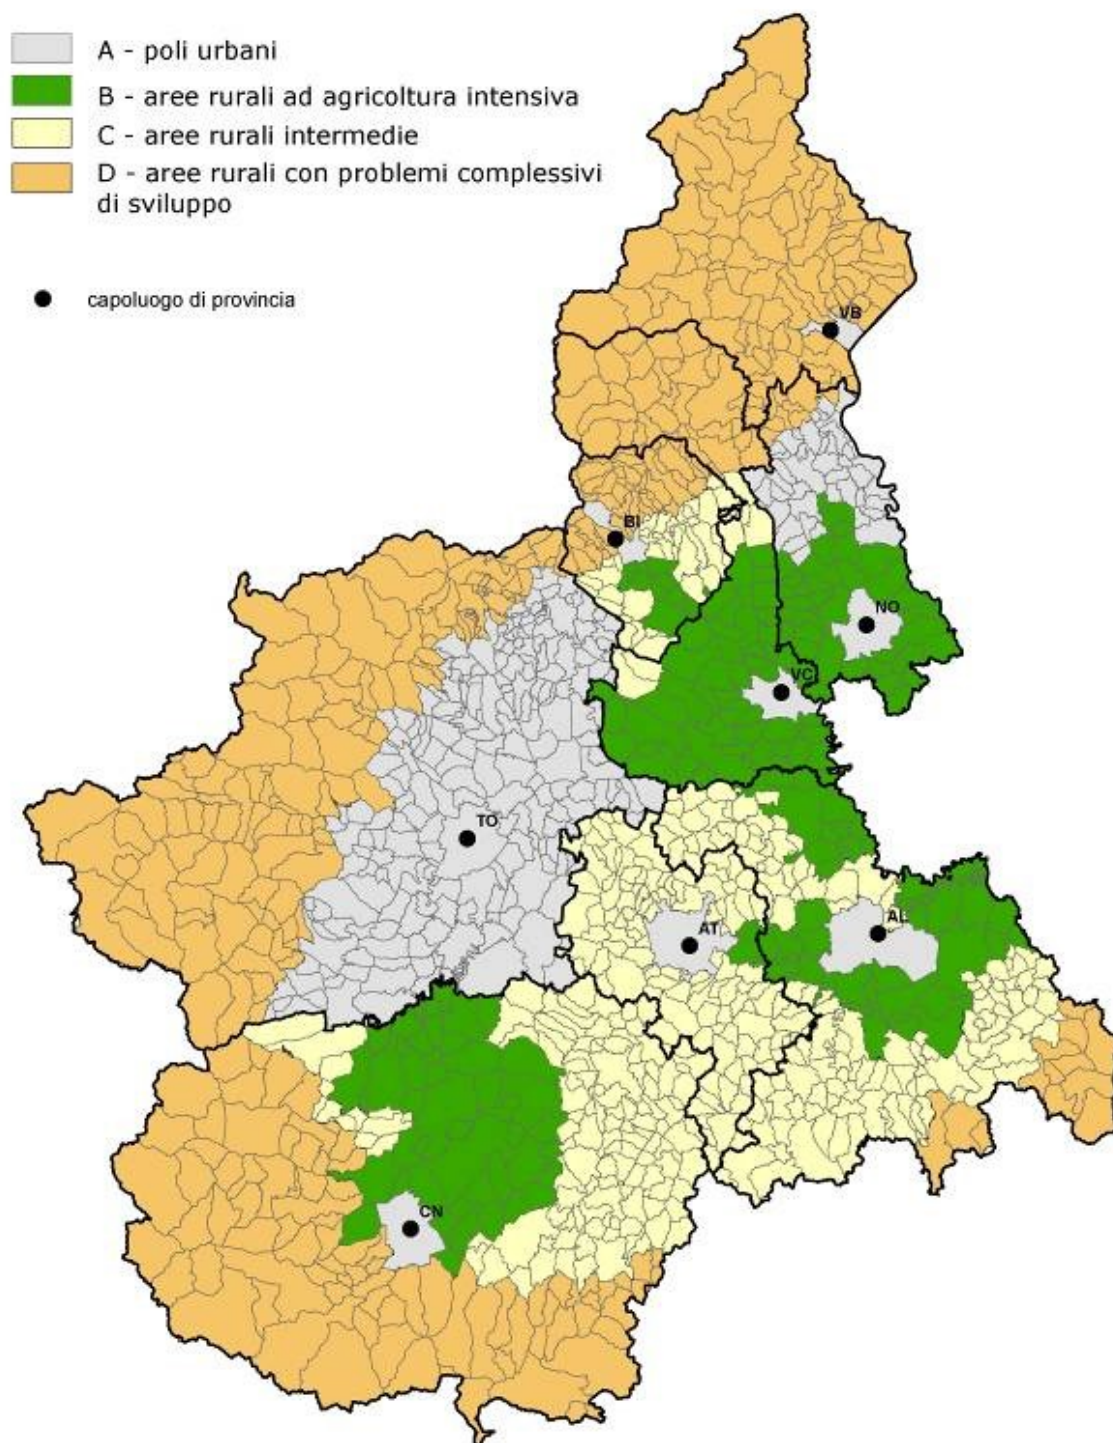 A - poli urbani
B - aree rurali ad agricoltura intensiva
C - aree rurali intermedie
D - aree rurali con problemi complessivi
di sviluppo
capoluogo di provincia
VB
BI
NO
VC
TO
AL
AT
CN